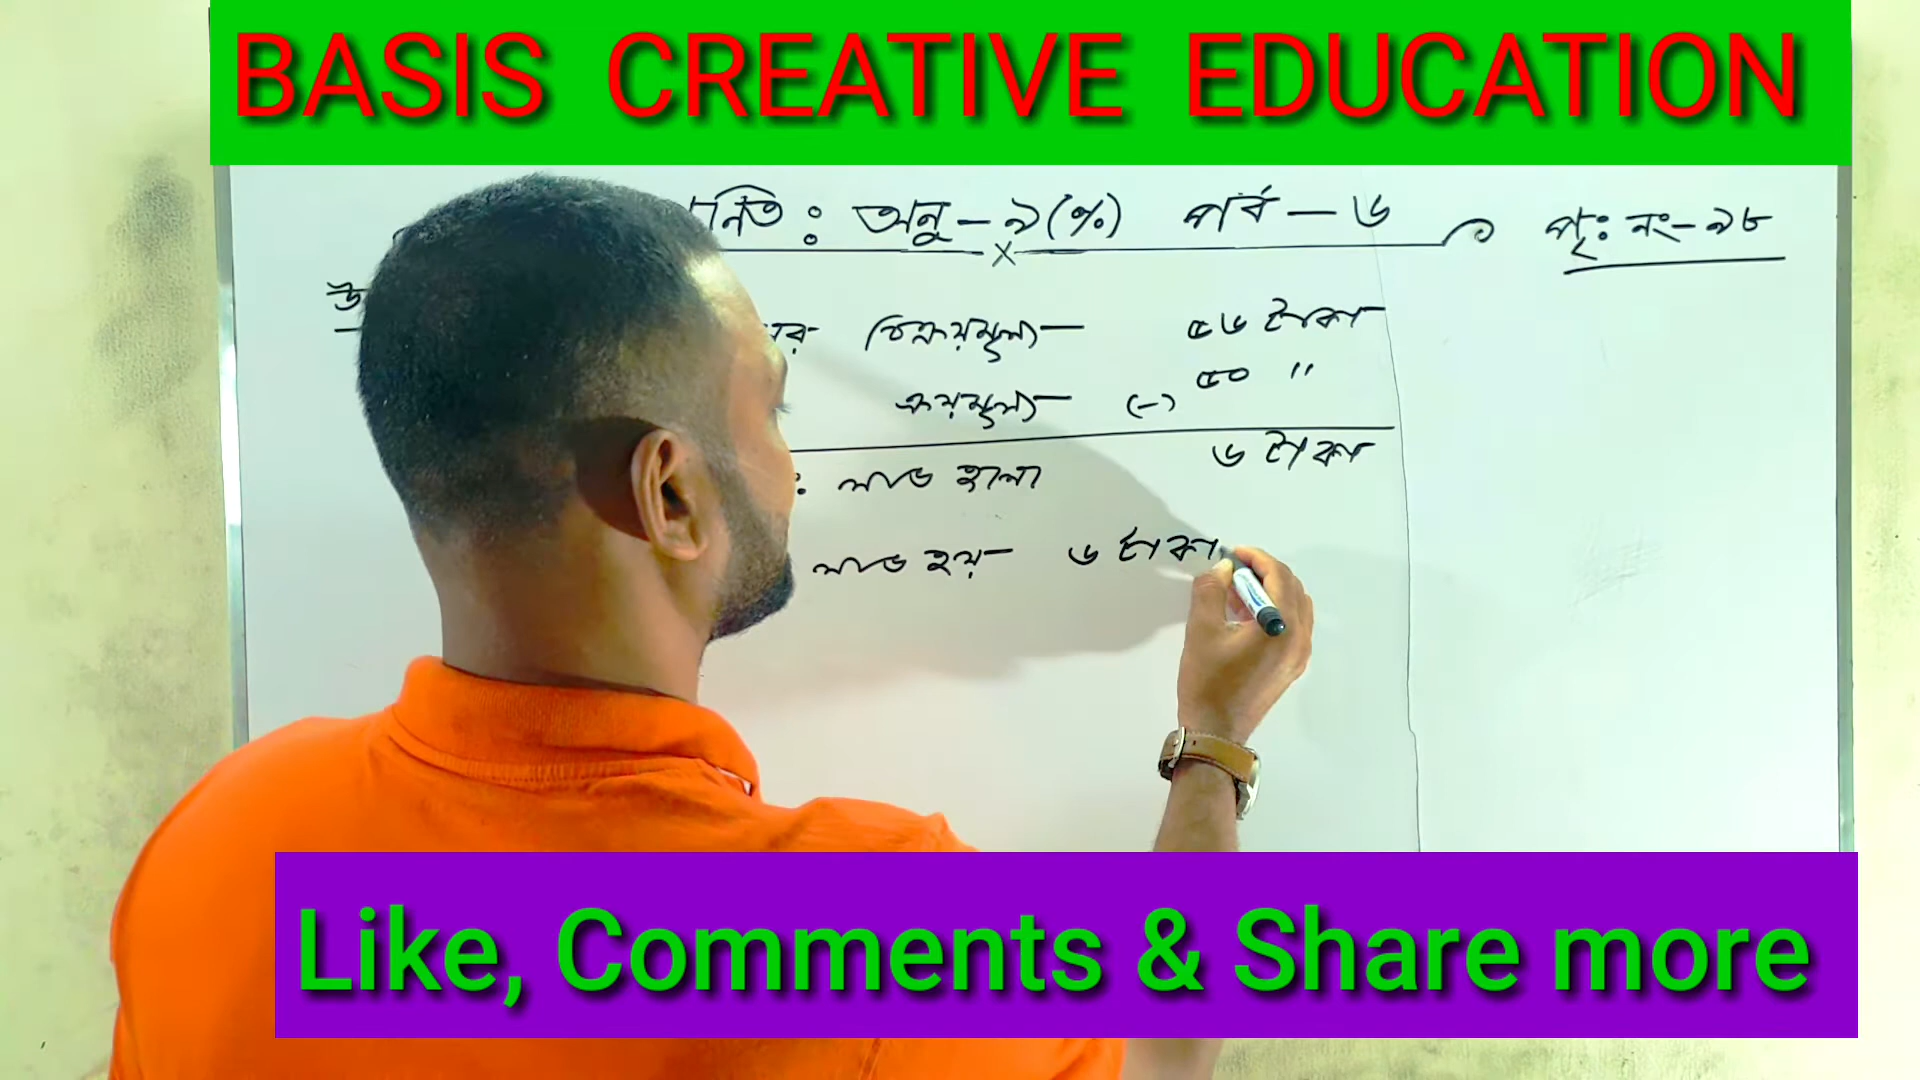 BASIS CREATIVE EDUCATION
নিত : অনু - ৯ (%) পর্ব - ৬ পৃ: নং - ৯৮
উ
বিক্রয়মূল্য ৫৬ টাকা
ক্রয়মূল্য (-) ৫০ "
: লাভ হলো ৬ টাকা
লাভ হয় ৬ টাকা
Like, Comments & Share more